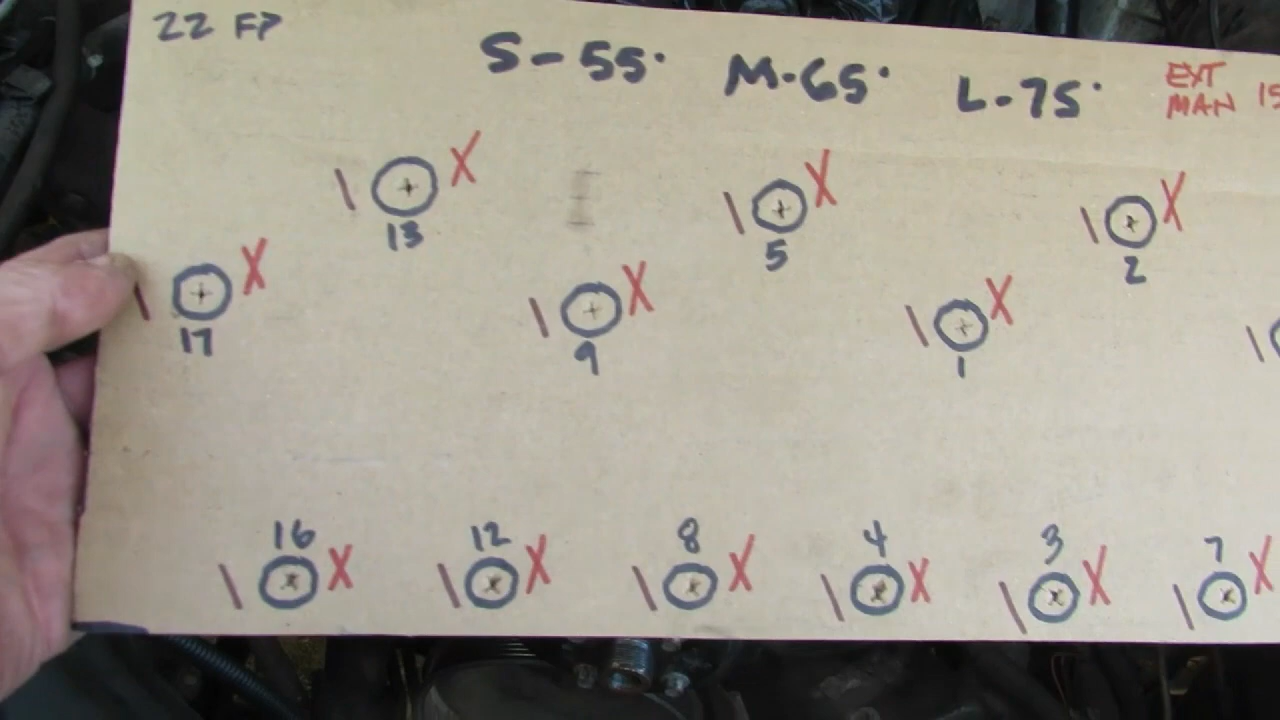 22 FP
S-55° M-65° L-75°
EXT
MAN 15
\ X \ X \ X
13 5 2
\ X \ X \ X \
17 9 1
16 12 8 4 3 7
\ X \ X \ X \ X \ X \ X